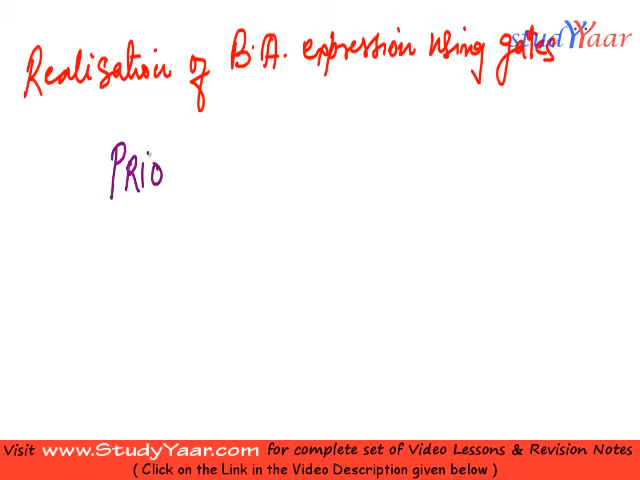 Realisation of B.A. expression using gates
studYYaar
PRIO
Visit www.StudyYaar.com for complete set of Video Lessons & Revision Notes
( Click on the Link in the Video Description given below )